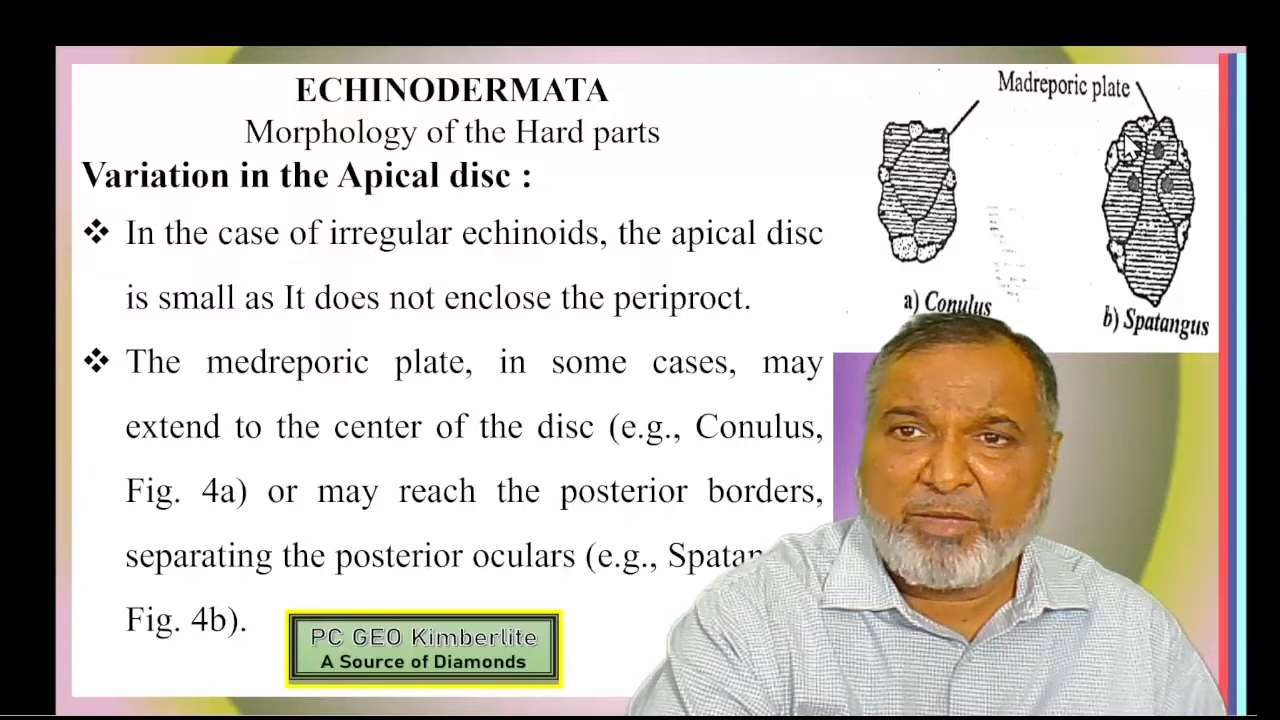 ECHINODERMATA
Morphology of the Hard parts
Variation in the Apical disc :
❖ In the case of irregular echinoids, the apical disc
is small as It does not enclose the periproct.
❖ The medreporic plate, in some cases, may
extend to the center of the disc (e.g., Conulus,
Fig. 4a) or may reach the posterior borders,
separating the posterior oculars (e.g.,
Fig. 4b).
Madreporic plate
a) Conulus
b) Spatangus
PC GEO Kimberlite
A Source of Diamonds